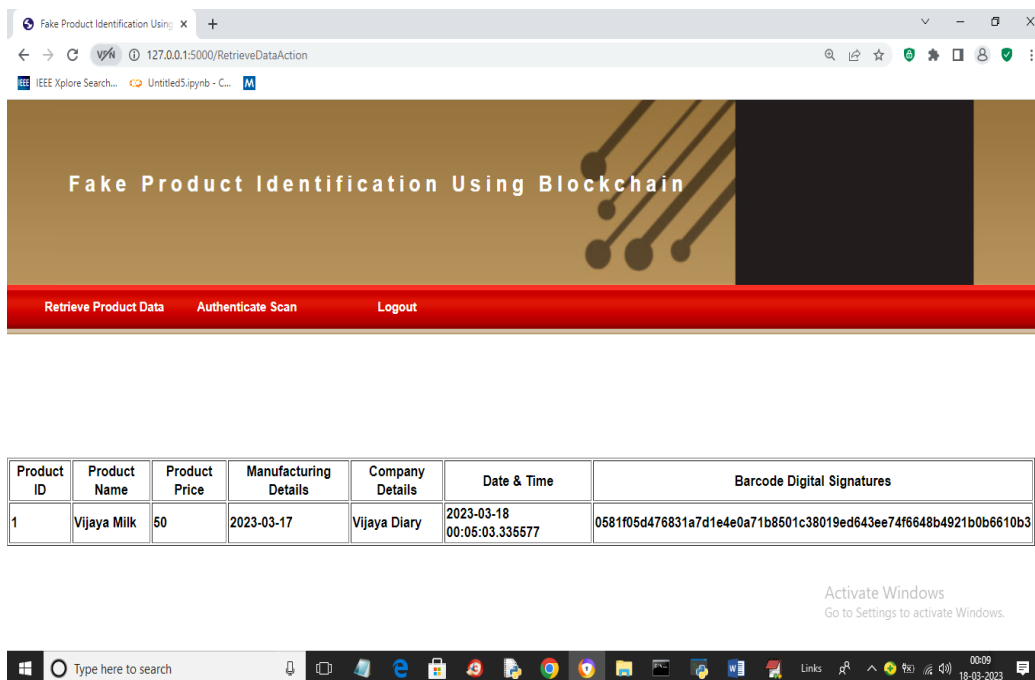 Fake Product Identification Using
127.0.0.1:5000/RetrieveDataAction
IEEE IEEE Xplore Search... Untitled5.ipynb - C... M
Fake Product Identification Using Blockchain
Retrieve Product Data Authenticate Scan Logout
Product ID Product Name Product Price Manufacturing Details Company Details Date & Time Barcode Digital Signatures
1 Vijaya Milk 50 2023-03-17 Vijaya Diary 2023-03-18 00:05:03.335577 0581f05d476831a7d1e4e0a71b8501c38019ed643ee74f6648b4921b0b6610b3
Activate Windows
Go to Settings to activate Windows.
Type here to search Links 00:09
18-03-2023